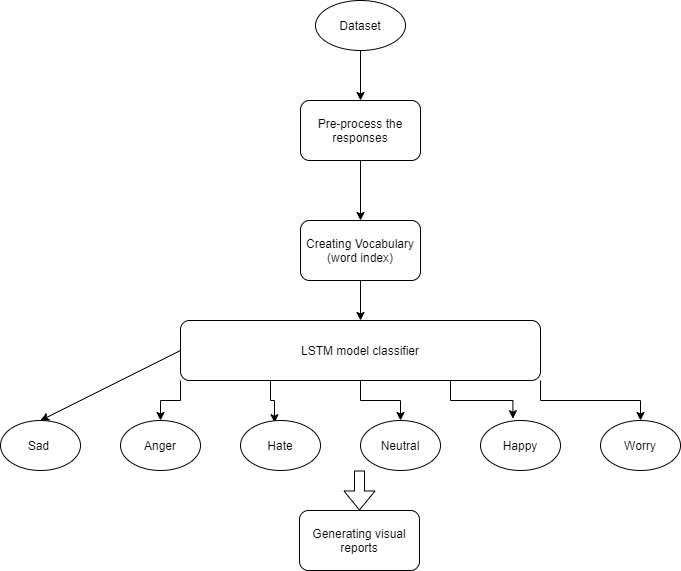 Dataset
Pre-process the
responses
Creating Vocabulary
(word index)
LSTM model classifier
Sad
Anger
Hate
Neutral
Happy
Worry
Generating visual
reports